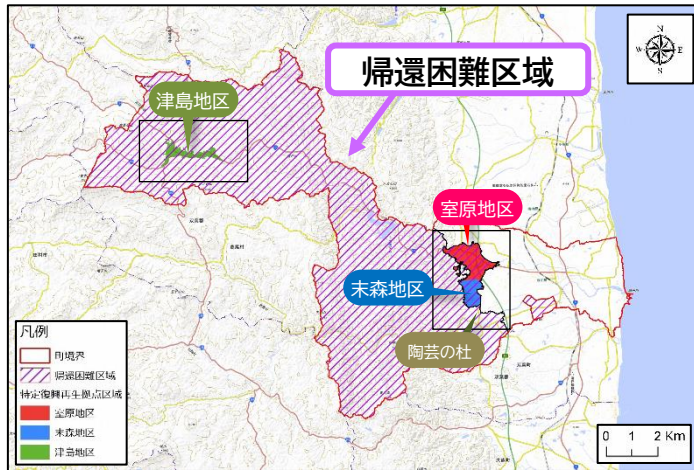 帰還困難区域
N
W
E
S
津島地区
室原地区
末森地区
陶芸の杜
凡例
町境界
帰還困難区域
特定復興再生拠点区域
室原地区
末森地区
津島地区
0 1 2 Km